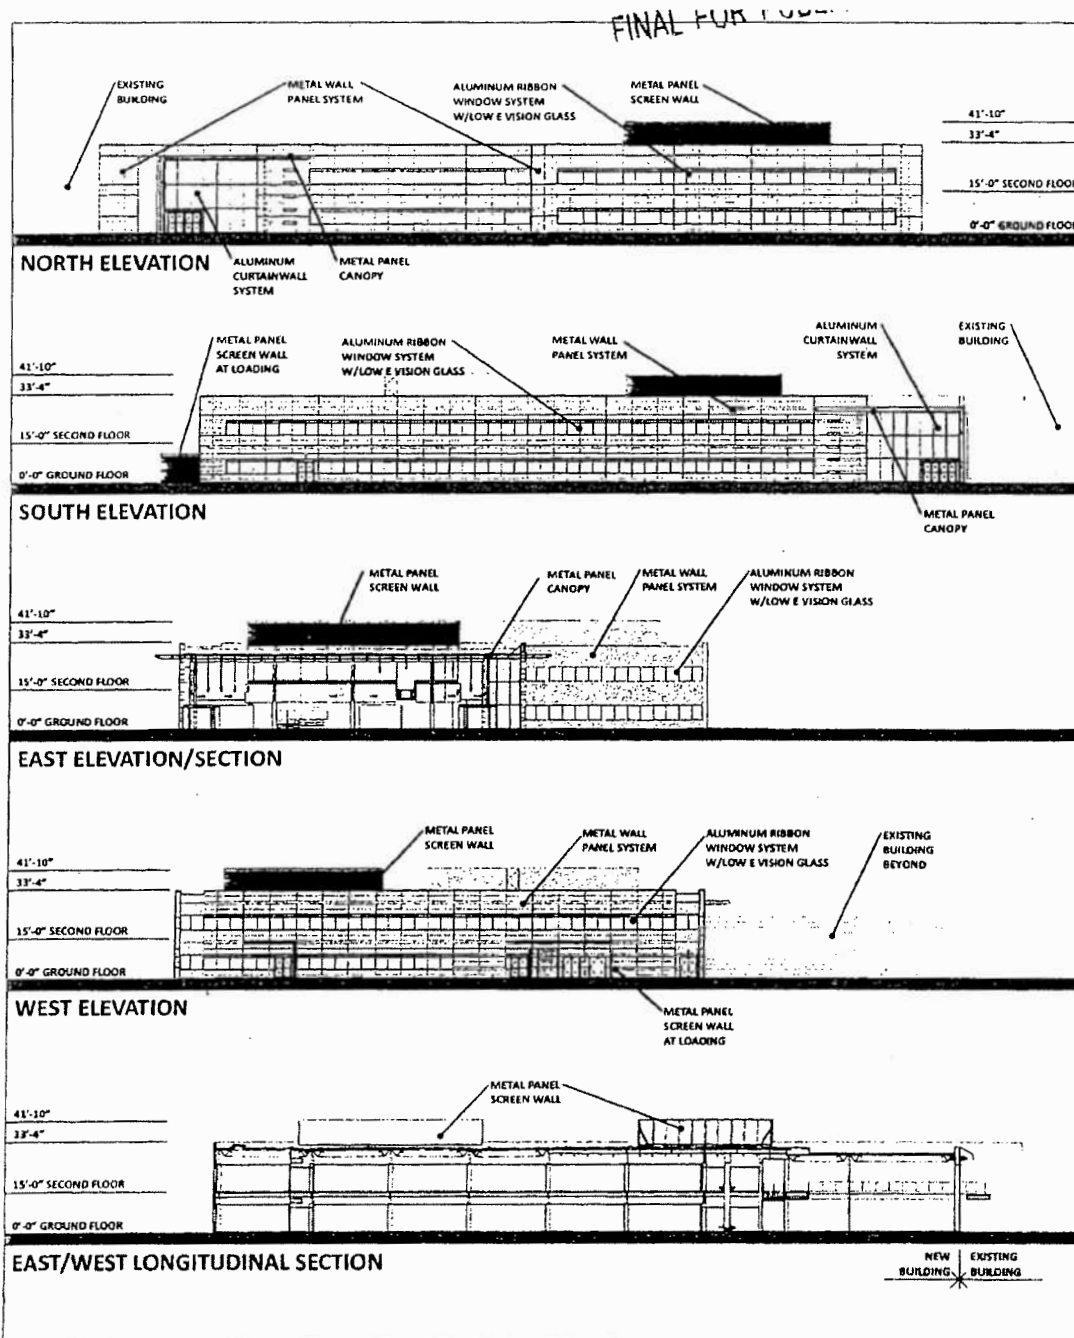 FINAL FOR
EXISTING
BUILDING
METAL WALL
PANEL SYSTEM
ALUMINUM RIBBON
WINDOW SYSTEM
W/LOW E VISION GLASS
METAL PANEL
SCREEN WALL
41'-10"
33'-4"
15'-0" SECOND FLOOR
0'-0" GROUND FLOOR
NORTH ELEVATION
ALUMINUM
CURTAINWALL
SYSTEM
METAL PANEL
CANOPY
METAL PANEL
SCREEN WALL
AT LOADING
ALUMINUM RIBBON
WINDOW SYSTEM
W/LOW E VISION GLASS
METAL WALL
PANEL SYSTEM
ALUMINUM
CURTAINWALL
SYSTEM
EXISTING
BUILDING
41'-10"
33'-4"
15'-0" SECOND FLOOR
0'-0" GROUND FLOOR
SOUTH ELEVATION
METAL PANEL
CANOPY
METAL PANEL
SCREEN WALL
METAL PANEL
CANOPY
METAL WALL
PANEL SYSTEM
ALUMINUM RIBBON
WINDOW SYSTEM
W/LOW E VISION GLASS
41'-10"
33'-4"
15'-0" SECOND FLOOR
0'-0" GROUND FLOOR
EAST ELEVATION/SECTION
METAL PANEL
SCREEN WALL
METAL WALL
PANEL SYSTEM
ALUMINUM RIBBON
WINDOW SYSTEM
W/LOW E VISION GLASS
EXISTING
BUILDING
BEYOND
41'-10"
33'-4"
15'-0" SECOND FLOOR
0'-0" GROUND FLOOR
WEST ELEVATION
METAL PANEL
SCREEN WALL
AT LOADING
METAL PANEL
SCREEN WALL
41'-10"
33'-4"
15'-0" SECOND FLOOR
0'-0" GROUND FLOOR
EAST/WEST LONGITUDINAL SECTION
NEW
BUILDING
EXISTING
BUILDING